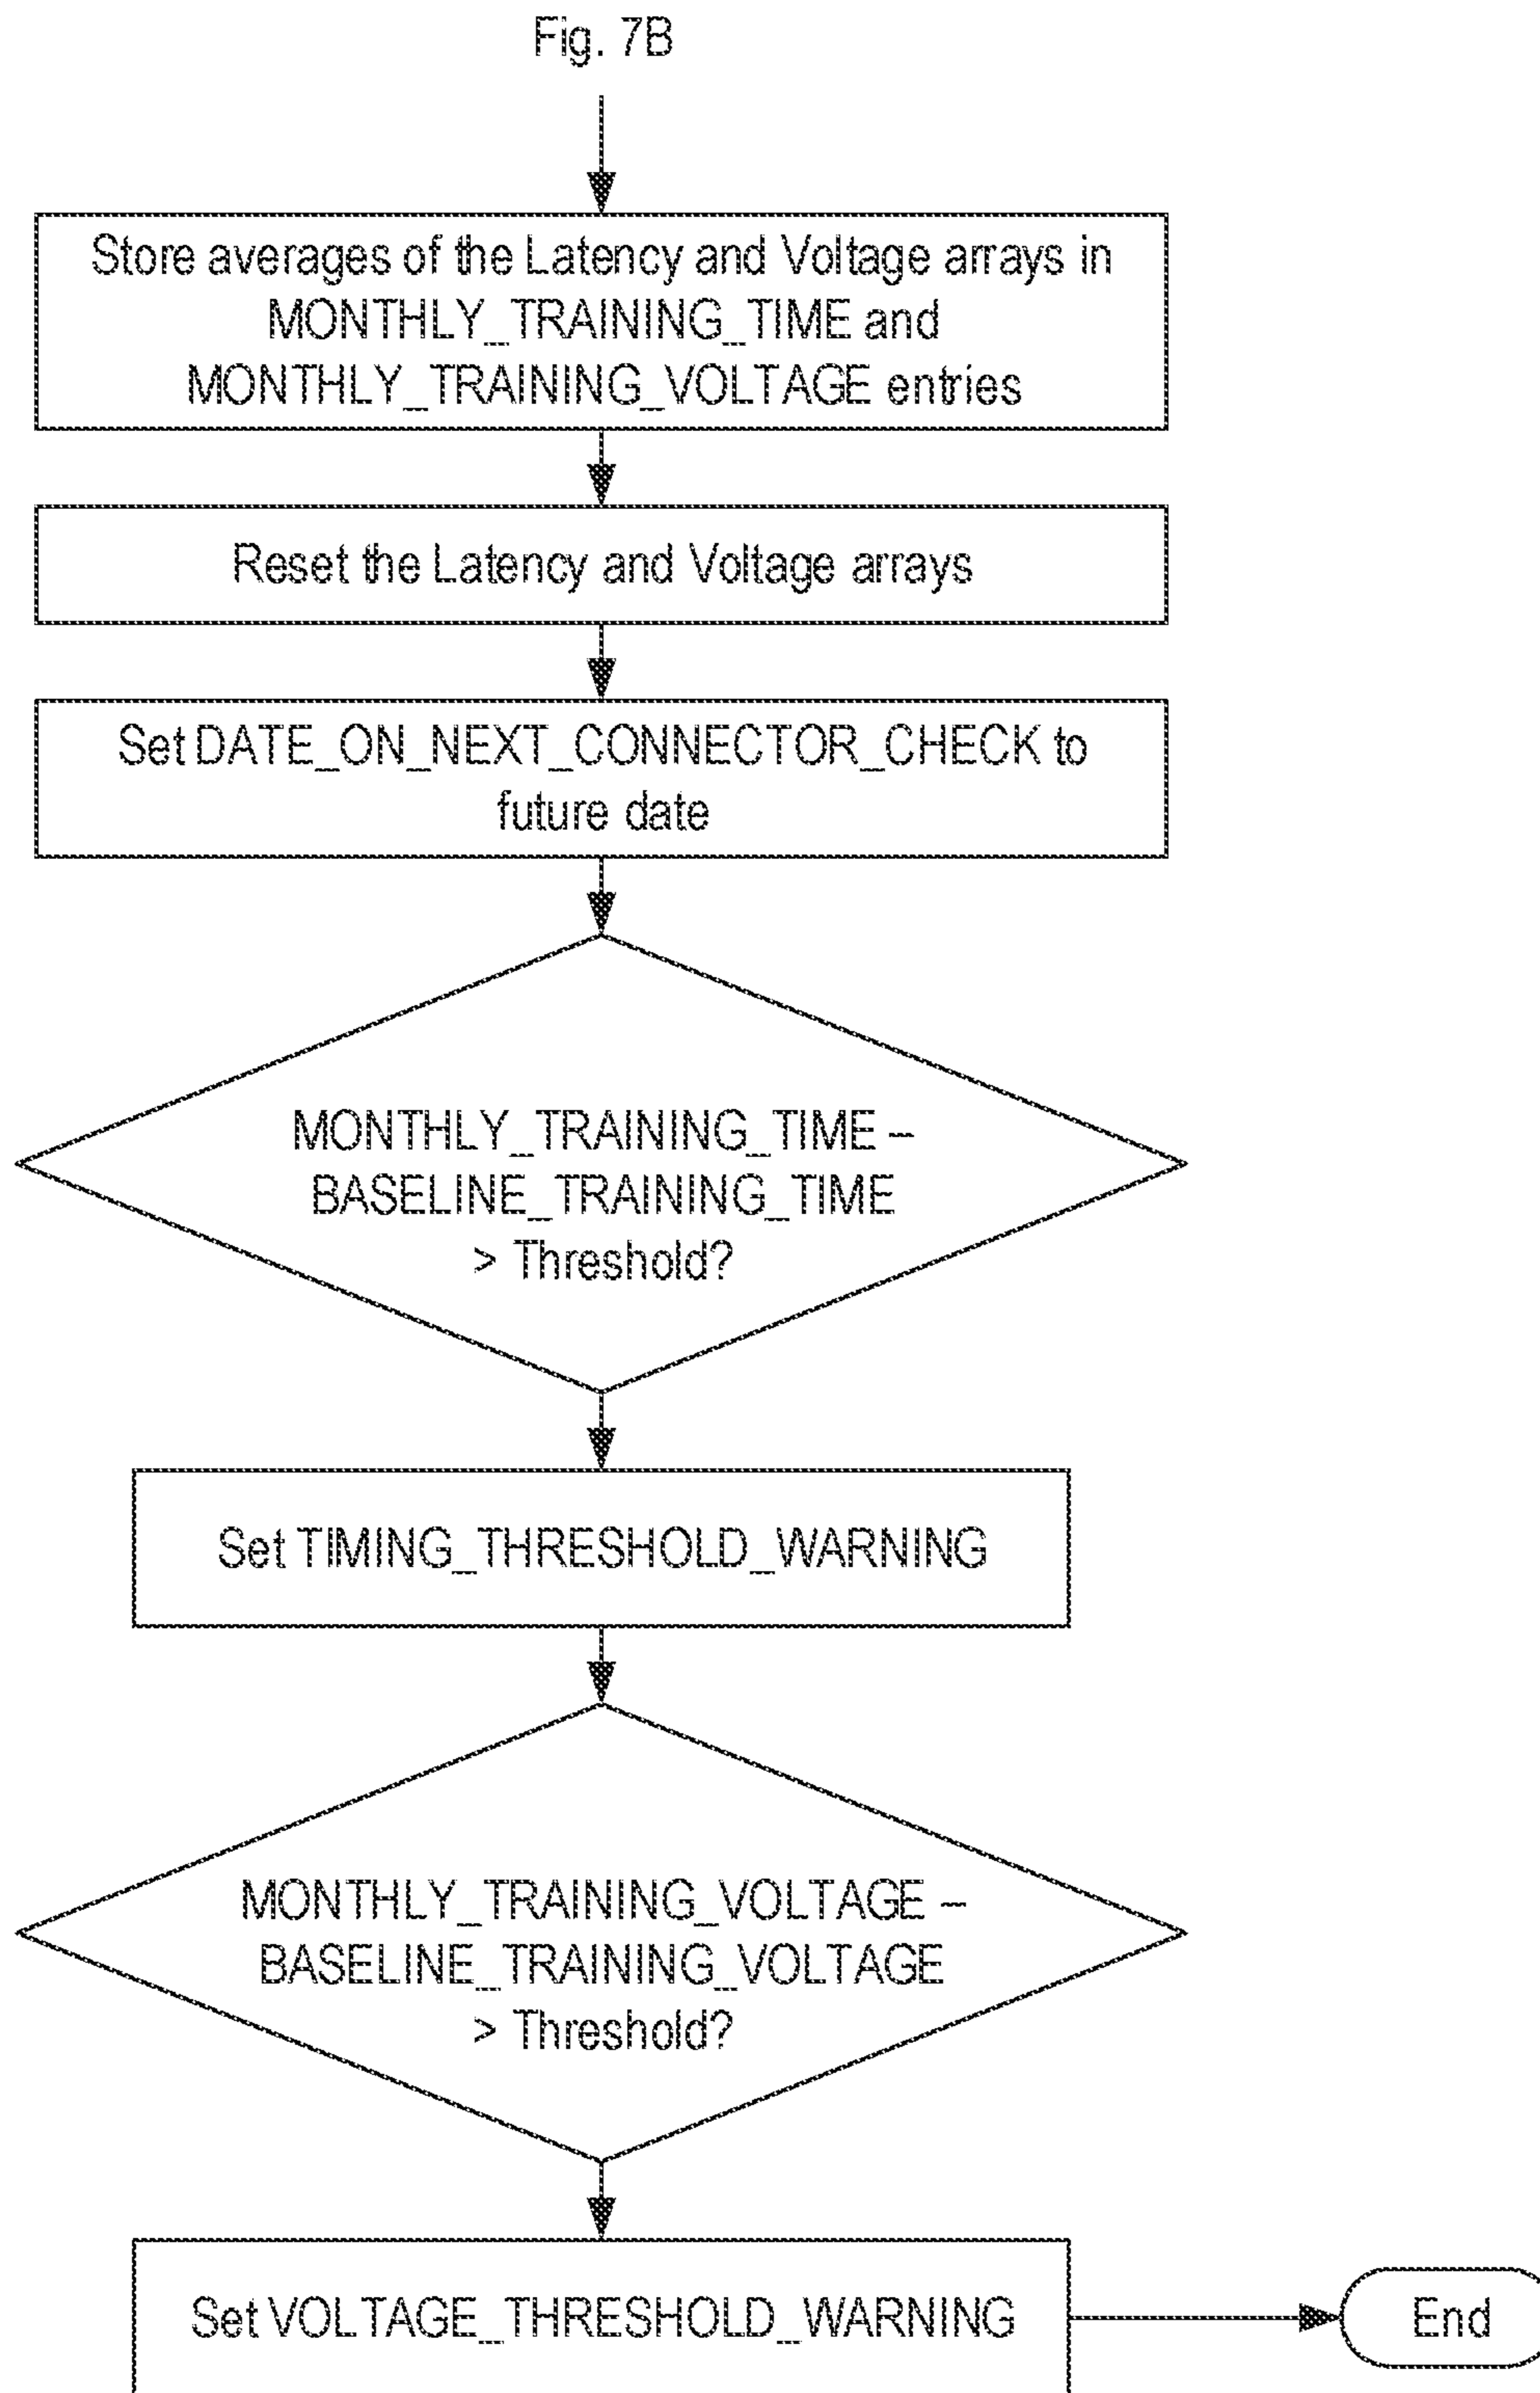 Fig. 7B
Store averages of the Latency and Voltage arrays in
MONTHLY_TRAINING_TIME and
MONTHLY_TRAINING_VOLTAGE entries
Reset the Latency and Voltage arrays
Set DATE_ON_NEXT_CONNECTOR_CHECK to
future date
MONTHLY_TRAINING_TIME –
BASELINE_TRAINING_TIME
> Threshold?
Set TIMING_THRESHOLD_WARNING
MONTHLY_TRAINING_VOLTAGE –
BASELINE_TRAINING_VOLTAGE
> Threshold?
Set VOLTAGE_THRESHOLD_WARNING
End